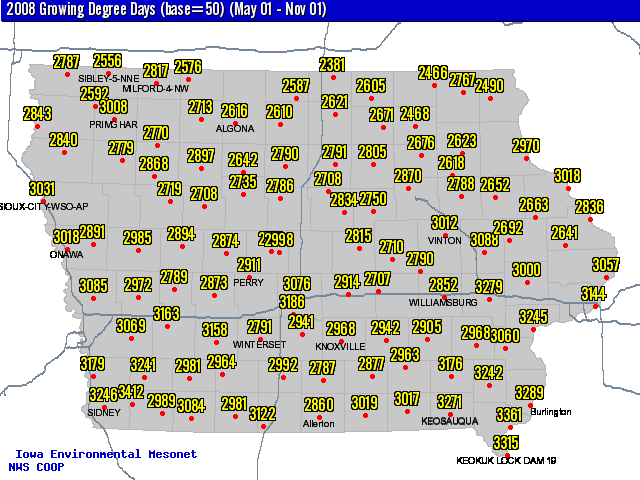 2008 Growing Degree Days (base=50) (May 01 - Nov 01)
2787 2556 2817 2576 2381 2466 2767 2490
SIBLEY-5-NNE
MILFORD-4-NW
2592 3008 2587 2605
2843 2713 2616 2610 2621 2671 2468
PRIMGHAR ALGONA
2840 2779 2770 2676 2623 2970
2868 2897 2642 2790 2791 2805 2618
3031 2719 2708 2735 2786 2708 2870 2788 2652 3018
SIOUX-CITY-WSO-AP
2834 2750 2663 2836
3018 2891 2985 2894 2874 2998 2815 3012 3088 2692 2641
ONAWA VINTON
2911 2710 2790
PERRY
3085 2972 2789 2873 3076 2914 2707 2852 3279 3000 3057
WILLIAMSBURG
3186 3144
3069 3163 3158 2791 2941 2968 2942 2905 2968 3060 3245
WINTERSET KNOXVILLE
3179 3241 2981 2964 2992 2787 2877 2963 3176 3242
3246 3412 2989 3084 2981 3122 2860 3019 3017 3271 3289
SIDNEY Allerton KEOSAUQUA Burlington
3361
3315
KEOKUK LOCK DAM 19
Iowa Environmental Mesonet
NWS COOP